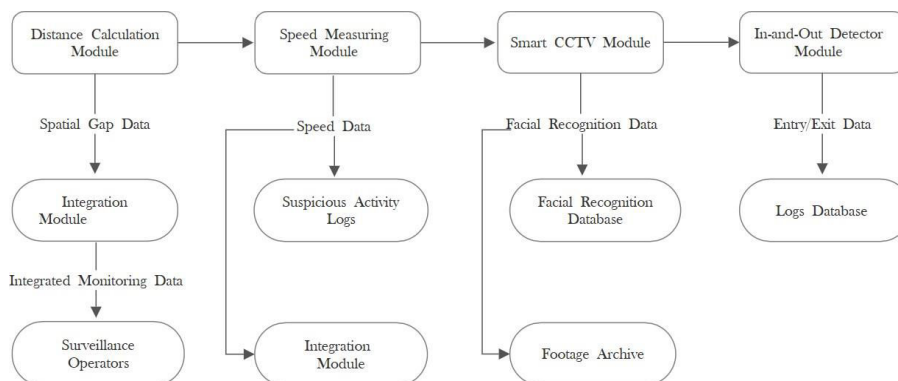 Distance Calculation
Module
Speed Measuring
Module
Smart CCTV Module
In-and-Out Detector
Module
Spatial Gap Data
Speed Data
Facial Recognition Data
Entry/Exit Data
Integration
Module
Suspicious Activity
Logs
Facial Recognition
Database
Logs Database
Integrated Monitoring Data
Surveillance
Operators
Integration
Module
Footage Archive